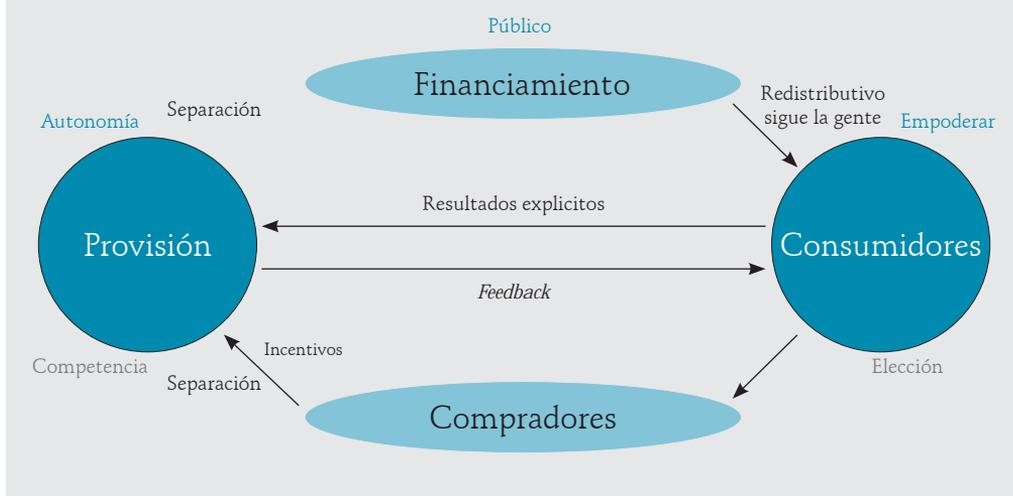 Público
Financiamiento
Separación
Autonomía
Redistributivo
sigue la gente
Empoderar
Resultados explicitos
Provisión
Consumidores
Feedback
Incentivos
Competencia
Separación
Elección
Compradores